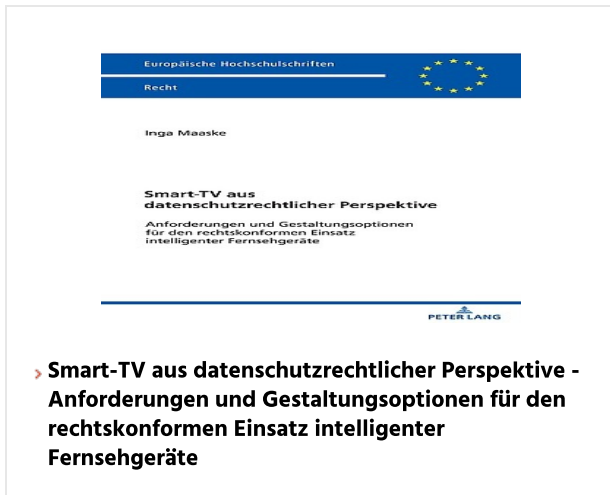 Europäische Hochschulschriften
Recht
Inga Maaske
Smart-TV aus
datenschutzrechtlicher Perspektive
Anforderungen und Gestaltungsoptionen
für den rechtskonformen Einsatz
intelligenter Fernsehgeräte
PETER LANG
Smart-TV aus datenschutzrechtlicher Perspektive -
Anforderungen und Gestaltungsoptionen für den
rechtskonformen Einsatz intelligenter
Fernsehgeräte